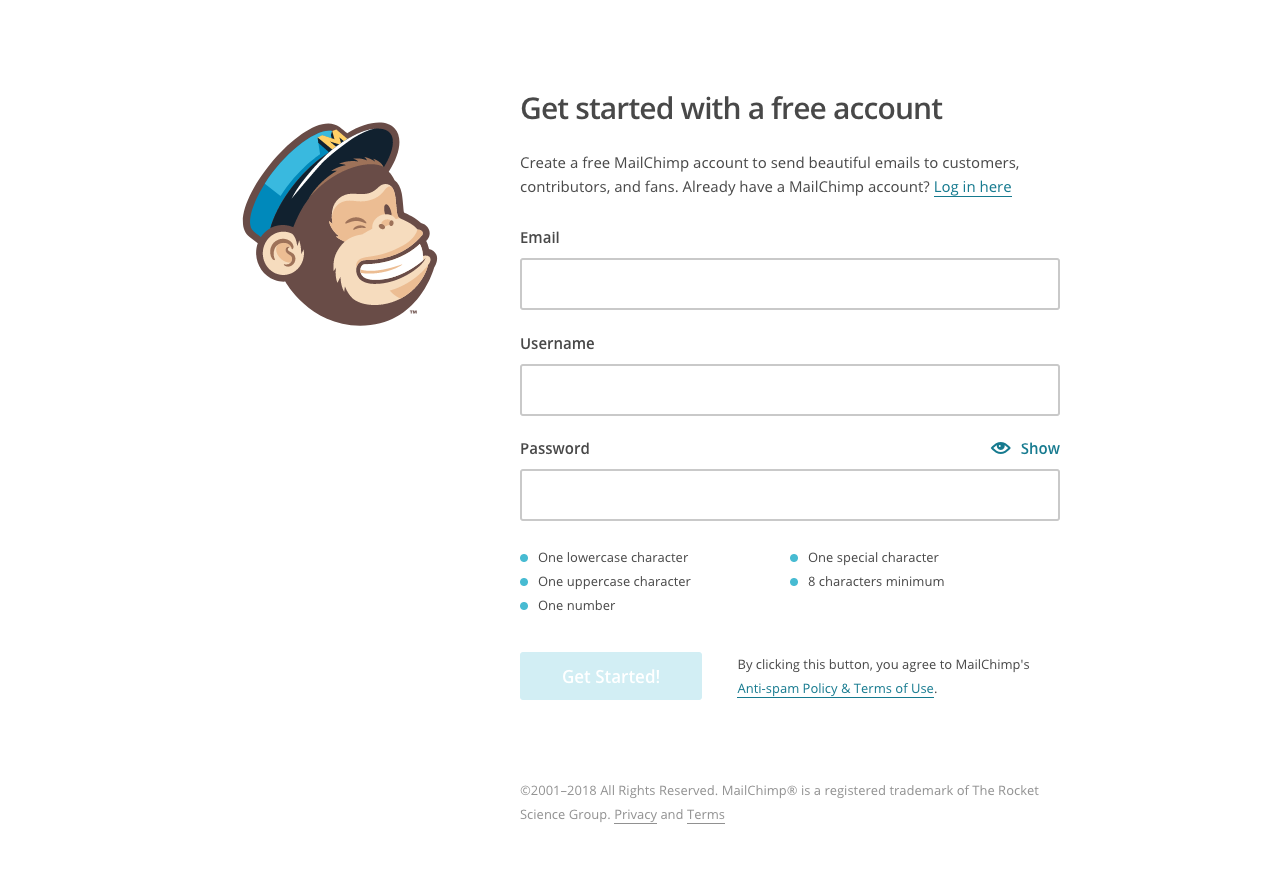 Get started with a free account
M
Create a free MailChimp account to send beautiful emails to customers,
contributors, and fans. Already have a MailChimp account? Log in here
Email
Username
Password
Show
One lowercase character
One special character
One uppercase character
8 characters minimum
One number
Get Started!
By clicking this button, you agree to MailChimp's
Anti-spam Policy & Terms of Use.
™
©2001–2018 All Rights Reserved. MailChimp® is a registered trademark of The Rocket
Science Group. Privacy and Terms